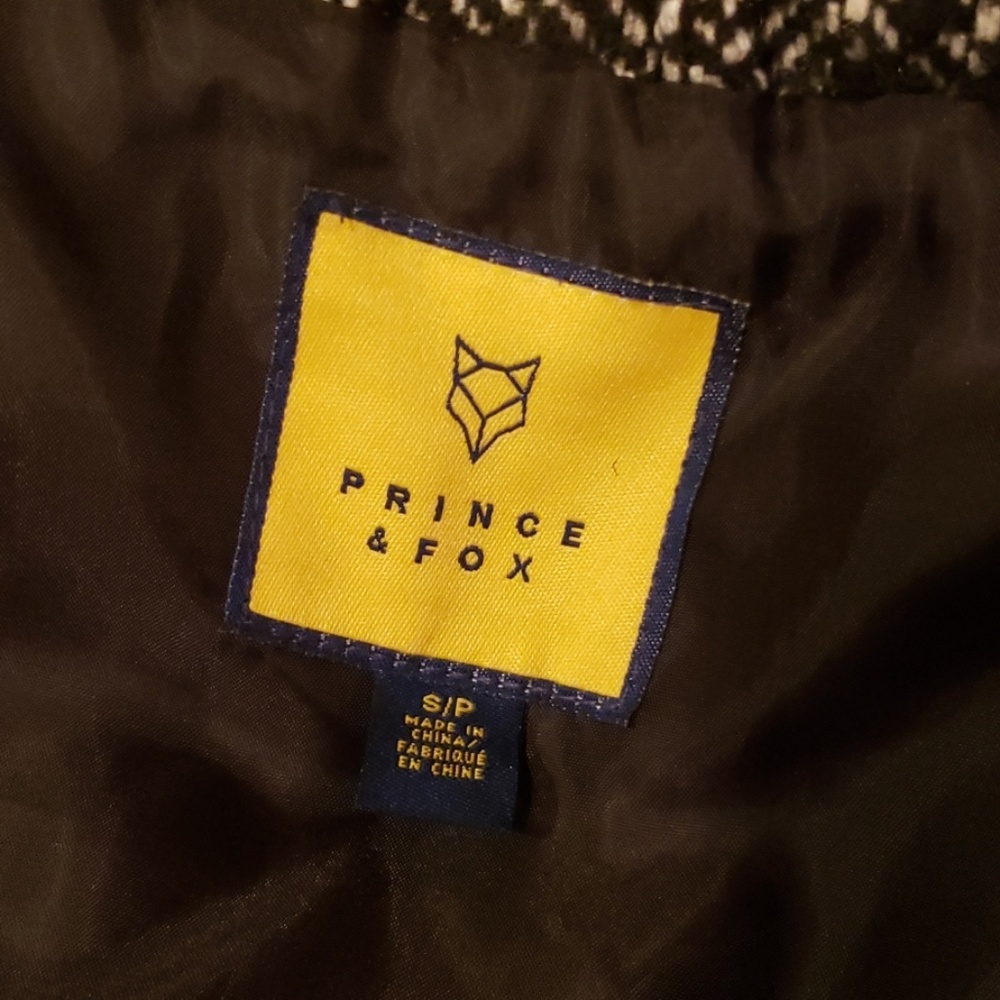 PRINCE
& FOX
S/P
MADE IN
CHINA/
FABRIQUÉ
EN CHINE